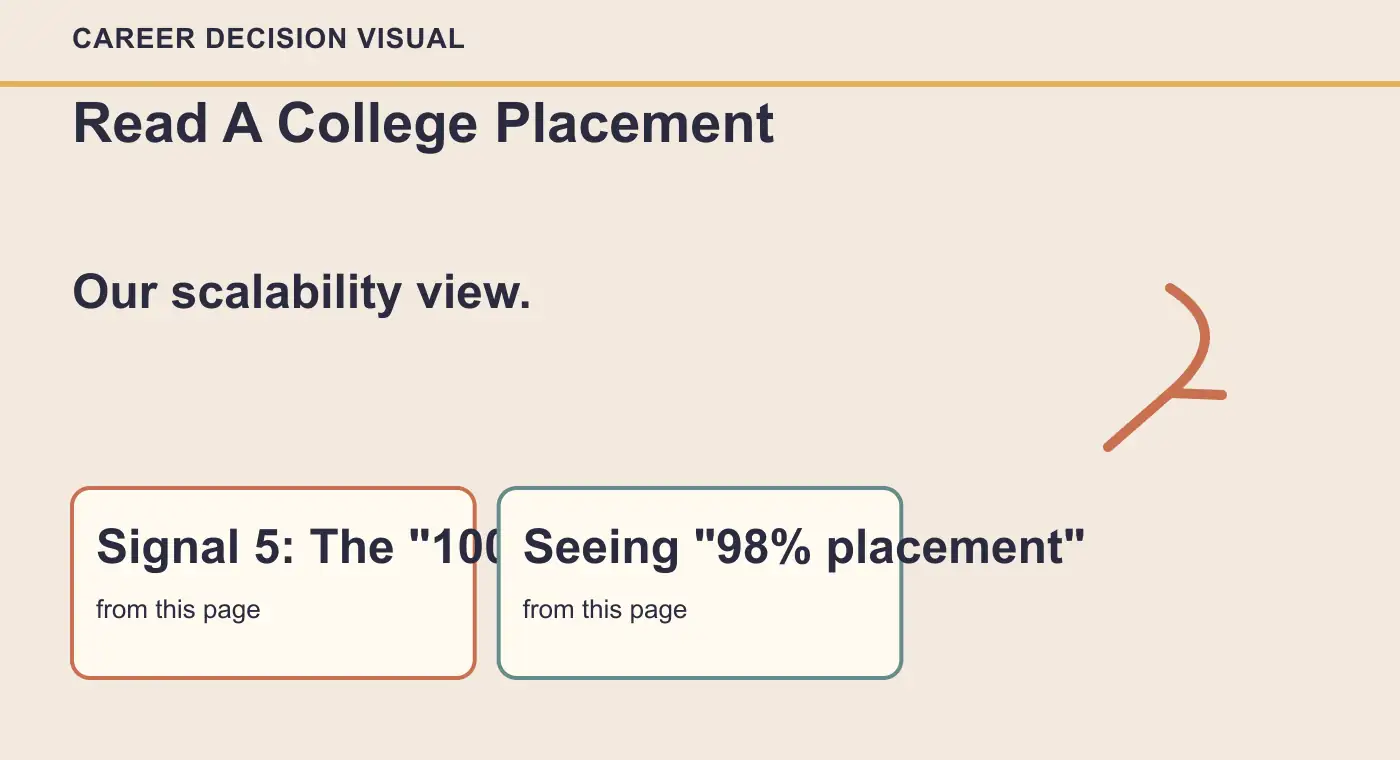 CAREER DECISION VISUAL
Read A College Placement
Our scalability view.
Signal 5: The "100
from this page
Seeing "98% placement"
from this page